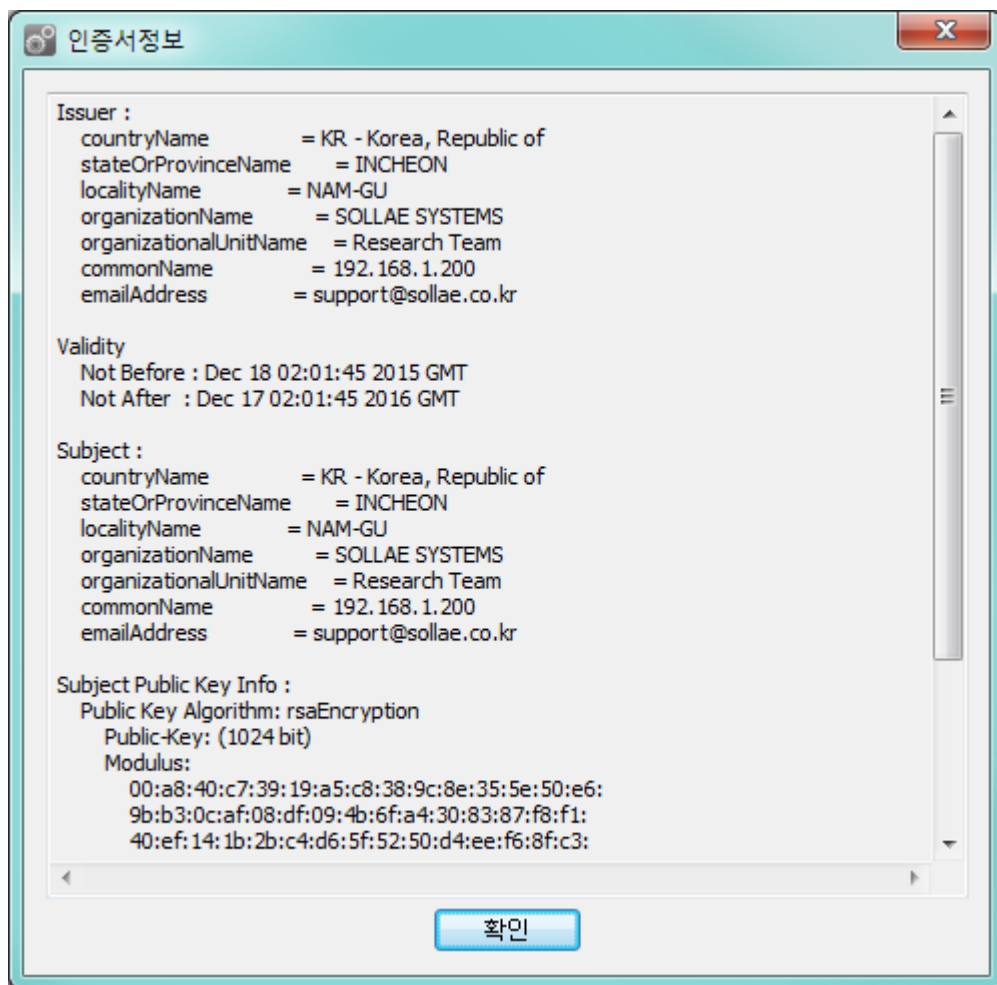 인증서정보
Issuer :
countryName = KR - Korea, Republic of
stateOrProvinceName = INCHEON
localityName = NAM-GU
organizationName = SOLLAE SYSTEMS
organizationalUnitName = Research Team
commonName = 192.168.1.200
emailAddress = support@sollae.co.kr
Validity
Not Before : Dec 18 02:01:45 2015 GMT
Not After : Dec 17 02:01:45 2016 GMT
Subject :
countryName = KR - Korea, Republic of
stateOrProvinceName = INCHEON
localityName = NAM-GU
organizationName = SOLLAE SYSTEMS
organizationalUnitName = Research Team
commonName = 192.168.1.200
emailAddress = support@sollae.co.kr
Subject Public Key Info :
Public Key Algorithm: rsaEncryption
Public-Key: (1024 bit)
Modulus:
00:a8:40:c7:39:19:a5:c8:38:9c:8e:35:5e:50:e6:
9b:b3:0c:af:08:df:09:4b:6f:a4:30:83:87:f8:f1:
40:ef:14:1b:2b:c4:d6:5f:52:50:d4:ee:f6:8f:c3:
확인